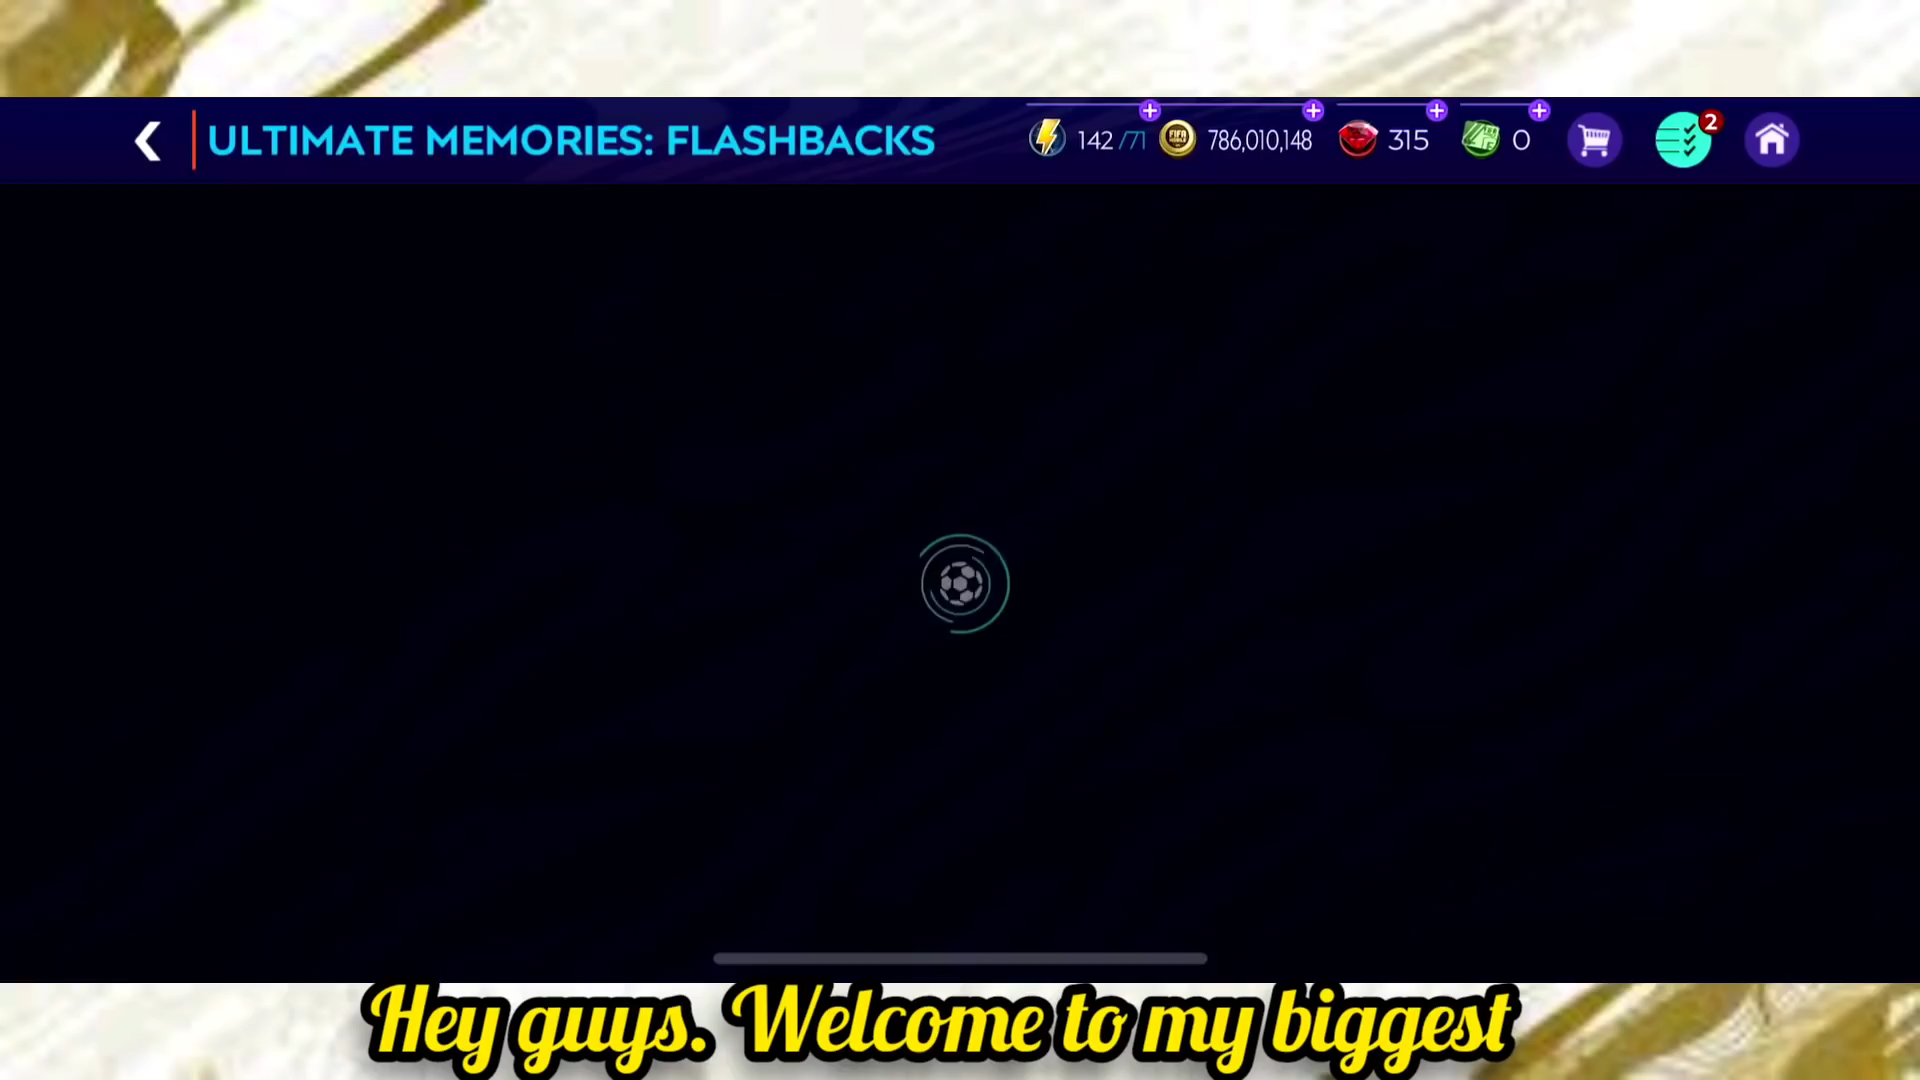 ULTIMATE MEMORIES: FLASHBACKS 142 /71 786,010,148 315 0 2
Hey guys. Welcome to my biggest